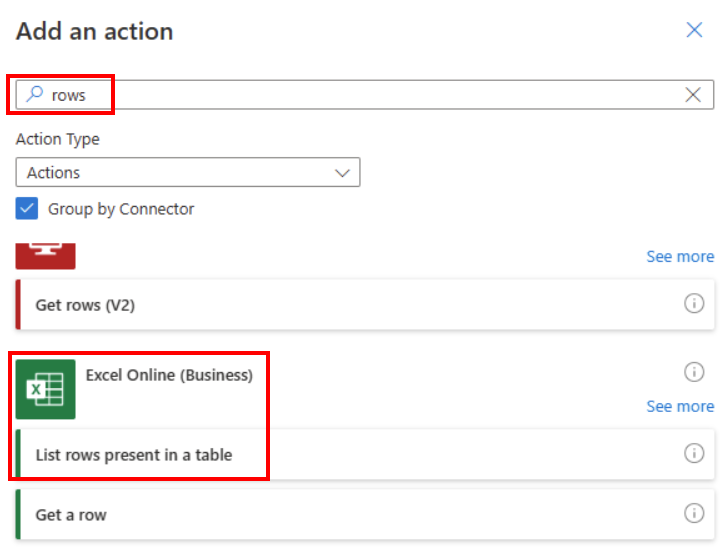 Add an action
rows
Action Type
Actions
Group by Connector
See more
Get rows (V2)
Excel Online (Business)
See more
List rows present in a table
Get a row